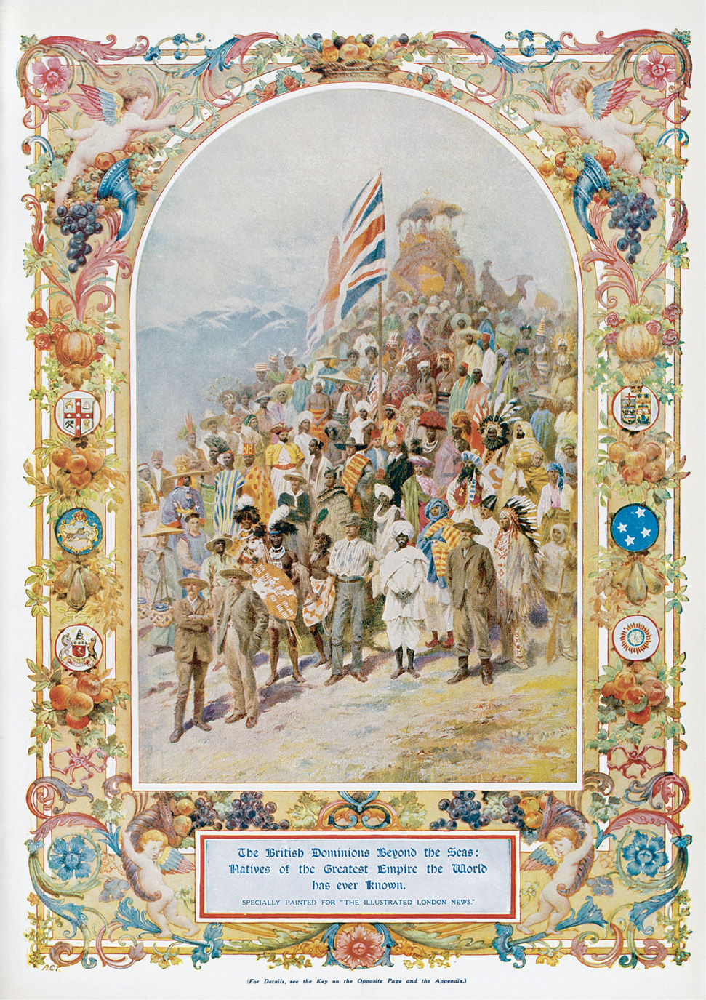 The British Dominions Beyond the Seas:
Natives of the Greatest Empire the World
has ever Known.
SPECIALLY PAINTED FOR "THE ILLUSTRATED LONDON NEWS."
(For Details, see the Key on the Opposite Page and the Appendix.)